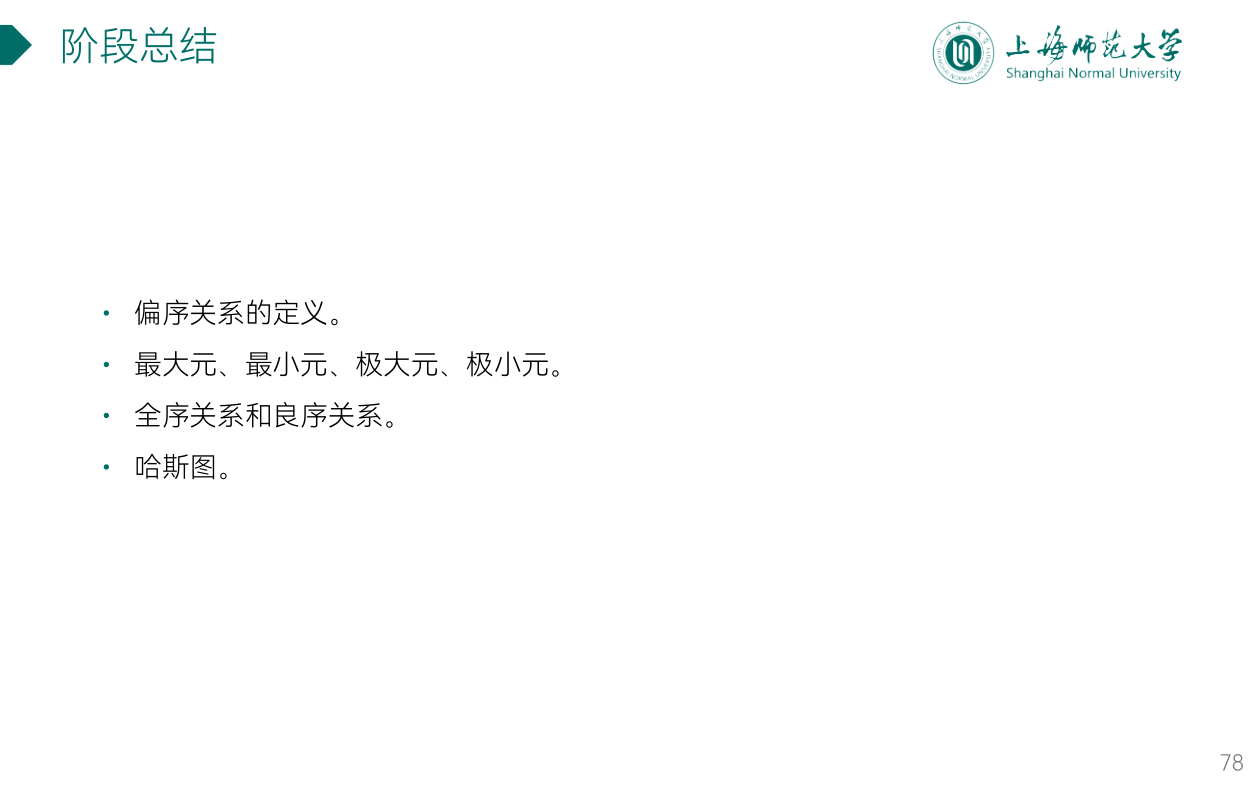 阶段总结
上海师范大学
Shanghai Normal University
• 偏序关系的定义。
• 最大元、最小元、极大元、极小元。
• 全序关系和良序关系。
• 哈斯图。
78